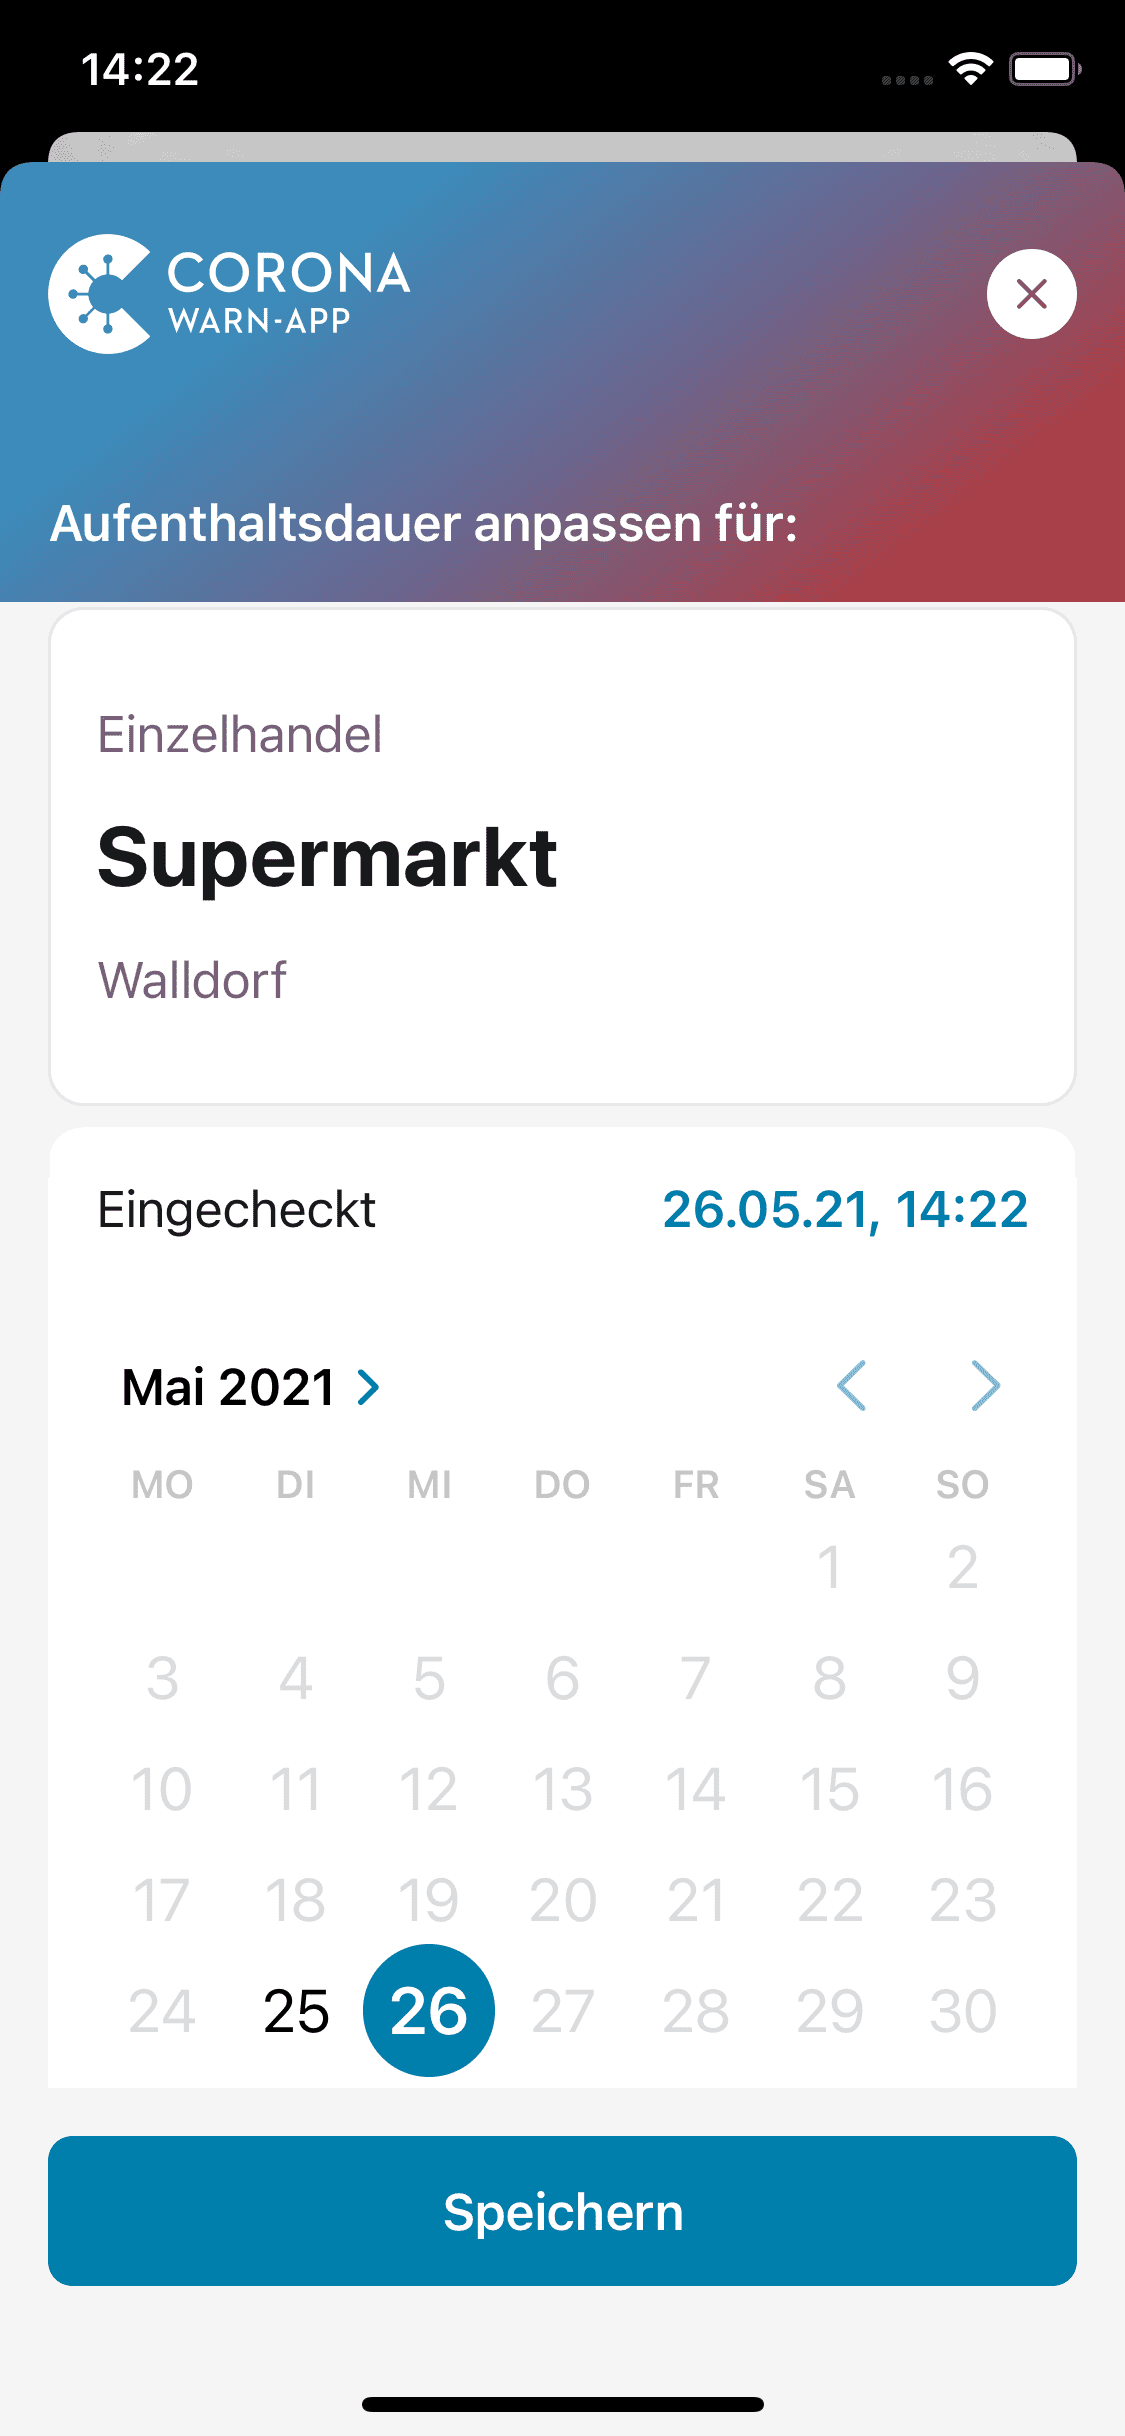 14:22
CORONA
WARN-APP
Aufenthaltsdauer anpassen für:
Einzelhandel
Supermarkt
Walldorf
Eingecheckt 26.05.21, 14:22
Mai 2021
MO DI MI DO FR SA SO
1 2
3 4 5 6 7 8 9
10 11 12 13 14 15 16
17 18 19 20 21 22 23
24 25 26 27 28 29 30
Speichern